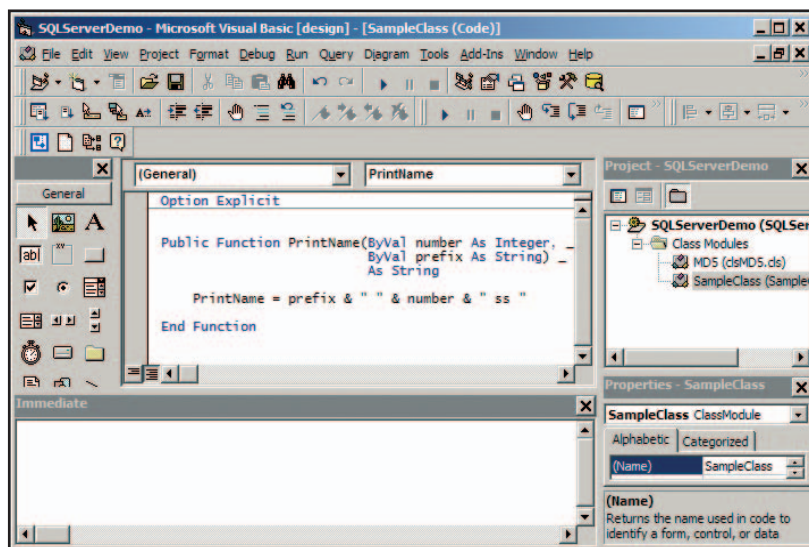 SQLServerDemo - Microsoft Visual Basic [design] - [SampleClass (Code)]
File Edit View Project Format Debug Run Query Diagram Tools Add-Ins Window Help
General
(General) PrintName
Option Explicit
Public Function PrintName(ByVal number As Integer, _
ByVal prefix As String) _
As String
PrintName = prefix & " " & number & " ss "
End Function
Project - SQLServerDemo
SQLServerDemo (SQLSer
Class Modules
MD5 (clsMD5.cls)
SampleClass (Sample
Immediate
Properties - SampleClass
SampleClass ClassModule
Alphabetic Categorized
(Name) SampleClass
(Name)
Returns the name used in code to
identify a form, control, or data